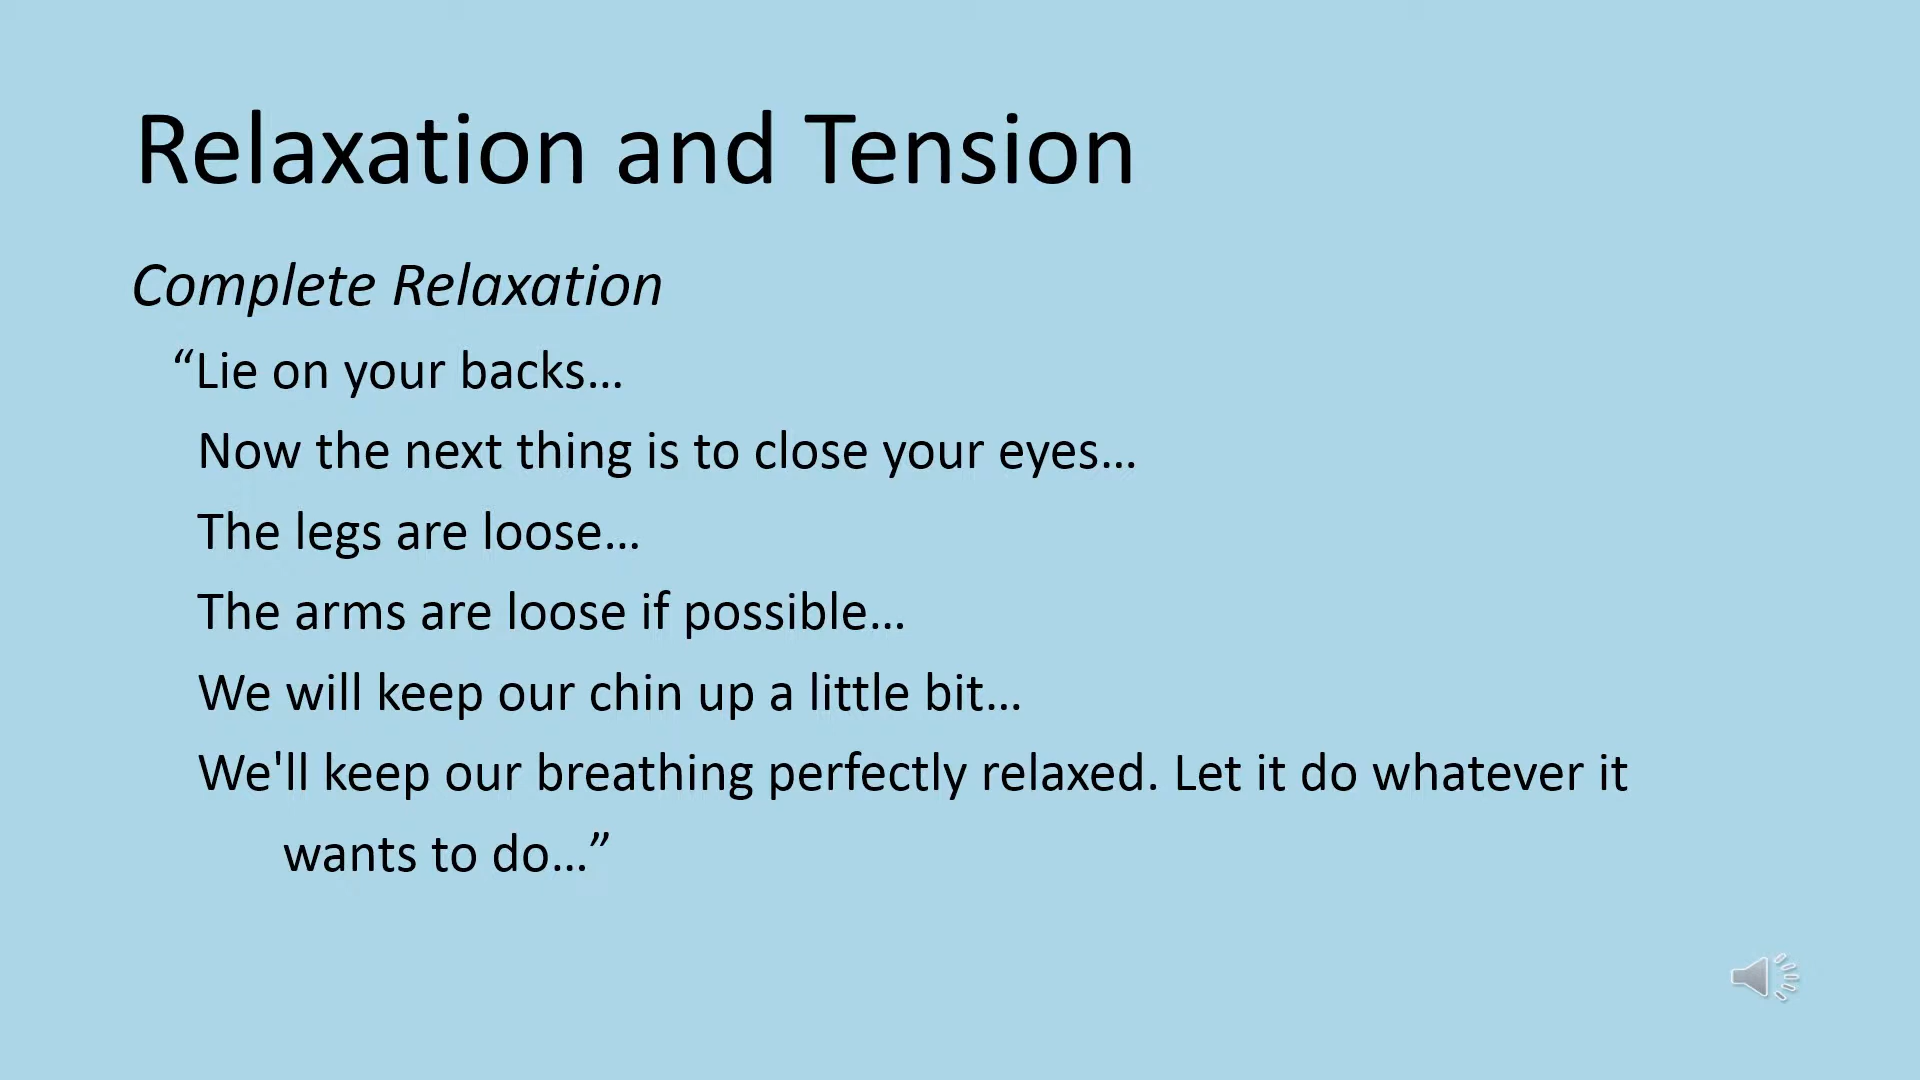 Relaxation and Tension
Complete Relaxation
“Lie on your backs…
Now the next thing is to close your eyes…
The legs are loose…
The arms are loose if possible…
We will keep our chin up a little bit…
We'll keep our breathing perfectly relaxed. Let it do whatever it
wants to do…”